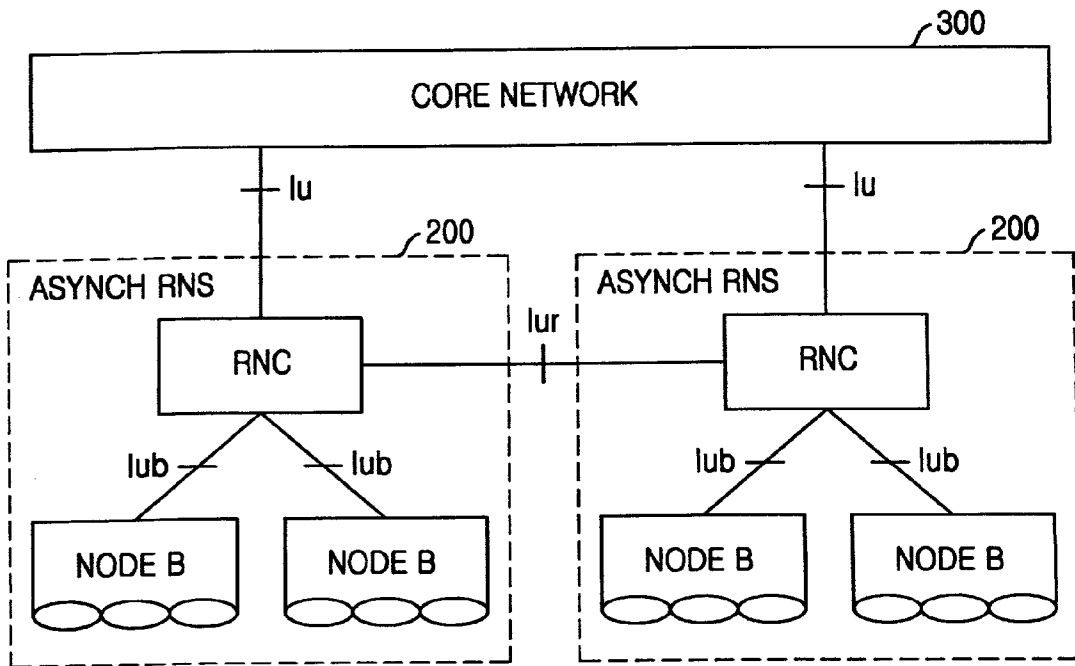 300
CORE NETWORK
Iu
Iu
200
200
ASYNCH RNS
ASYNCH RNS
Iur
RNC
RNC
Iub
Iub
Iub
Iub
NODE B
NODE B
NODE B
NODE B